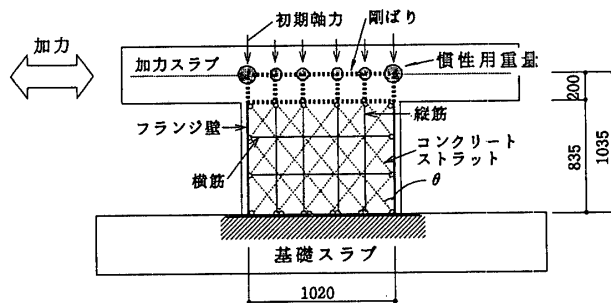 初期軸力
剛ばり
加力
加力スラブ
慣性用重量
フランジ壁
縦筋
横筋
コンクリート
ストラット
θ
基礎スラブ
200
835
1035
1020